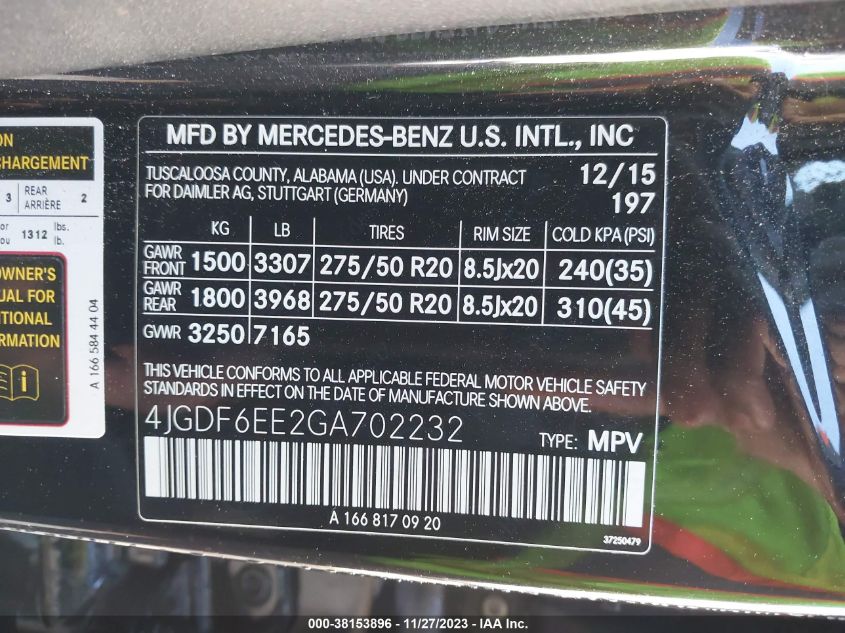 ON
CHARGEMENT
3 REAR ARRIÈRE 2
or
ou 1312 lbs. lb.
OWNER'S
UAL FOR
TIONAL
ORMATION
i
A 166 584 44 04
MFD BY MERCEDES-BENZ U.S. INTL., INC
TUSCALOOSA COUNTY, ALABAMA (USA). UNDER CONTRACT 12/15
FOR DAIMLER AG, STUTTGART (GERMANY) 197
KG LB TIRES RIM SIZE COLD KPA (PSI)
GAWR FRONT 1500 3307 275/50 R20 8.5Jx20 240(35)
GAWR REAR 1800 3968 275/50 R20 8.5Jx20 310(45)
GVWR 3250 7165
THIS VEHICLE CONFORMS TO ALL APPLICABLE FEDERAL MOTOR VEHICLE SAFETY
STANDARDS IN EFFECT ON THE DATE OF MANUFACTURE SHOWN ABOVE.
4JGDF6EE2GA702232 TYPE: MPV
A 166 817 09 20
37250479
000-38153896 - 11/27/2023 - IAA Inc.